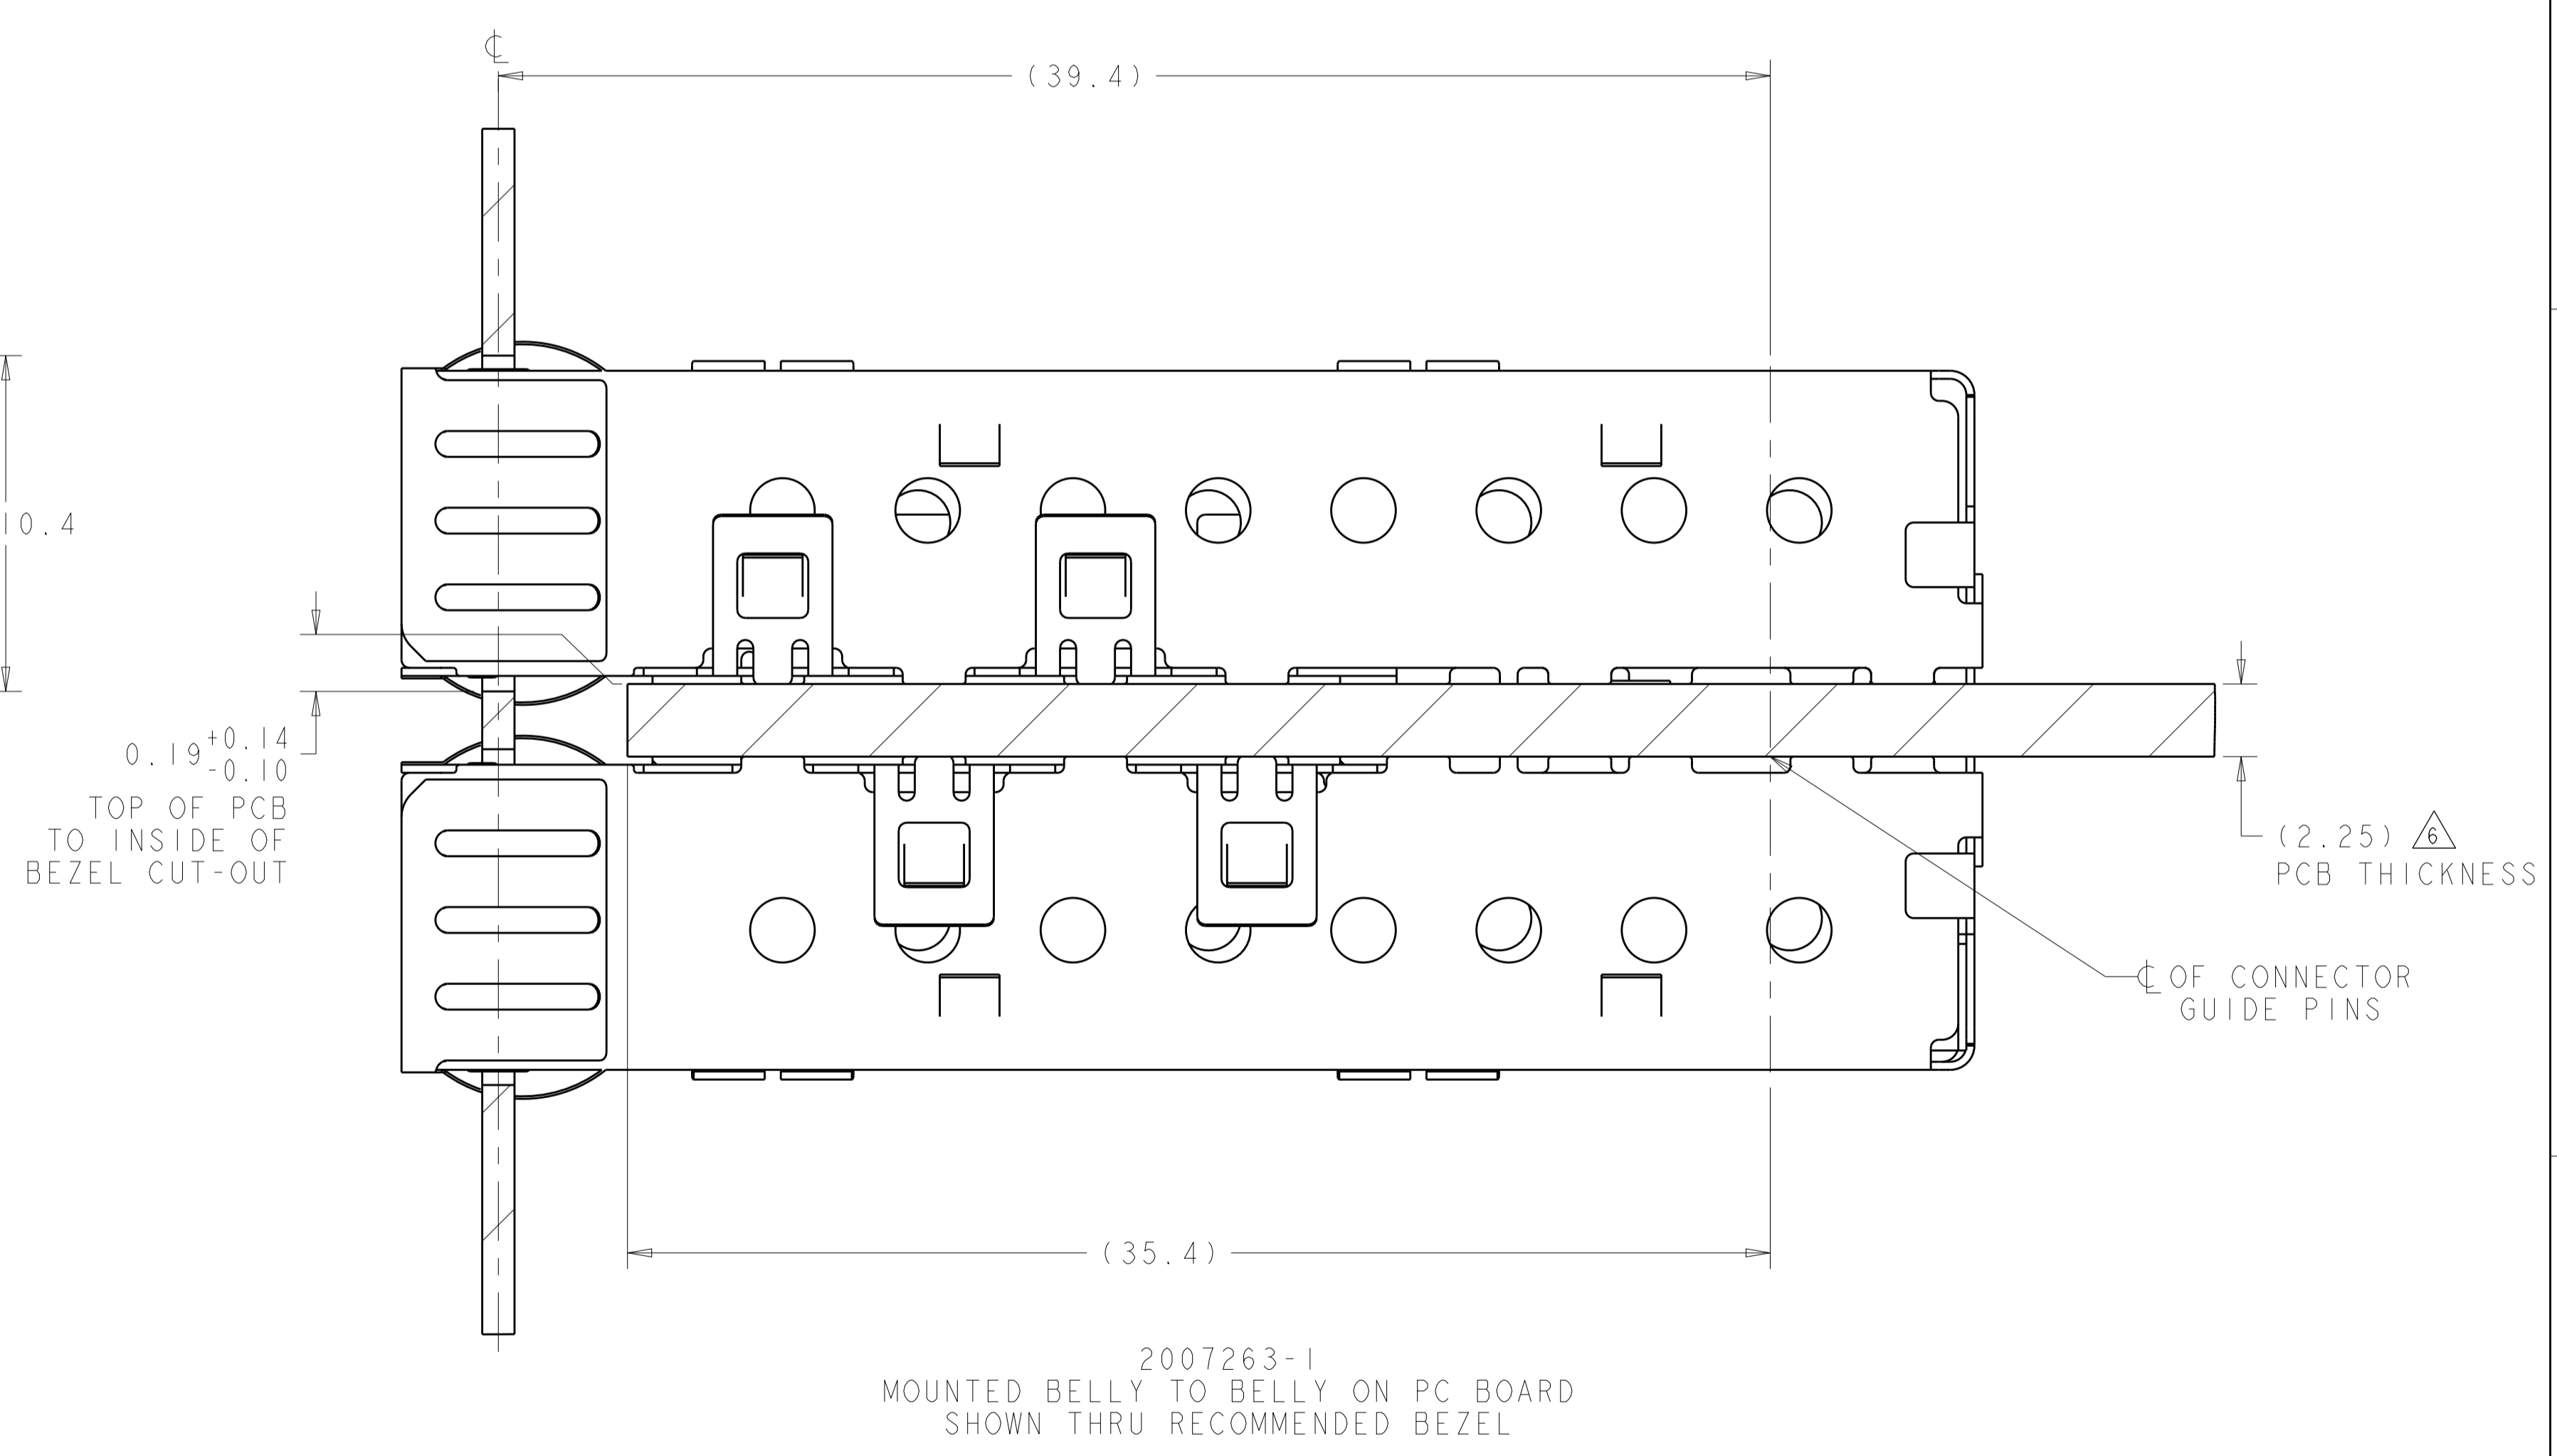 ℄
(39.4)
10.4
0.19 +0.14 -0.10
TOP OF PCB
TO INSIDE OF
BEZEL CUT-OUT
(2.25) 6
PCB THICKNESS
℄ OF CONNECTOR
GUIDE PINS
(35.4)
2007263-1
MOUNTED BELLY TO BELLY ON PC BOARD
SHOWN THRU RECOMMENDED BEZEL